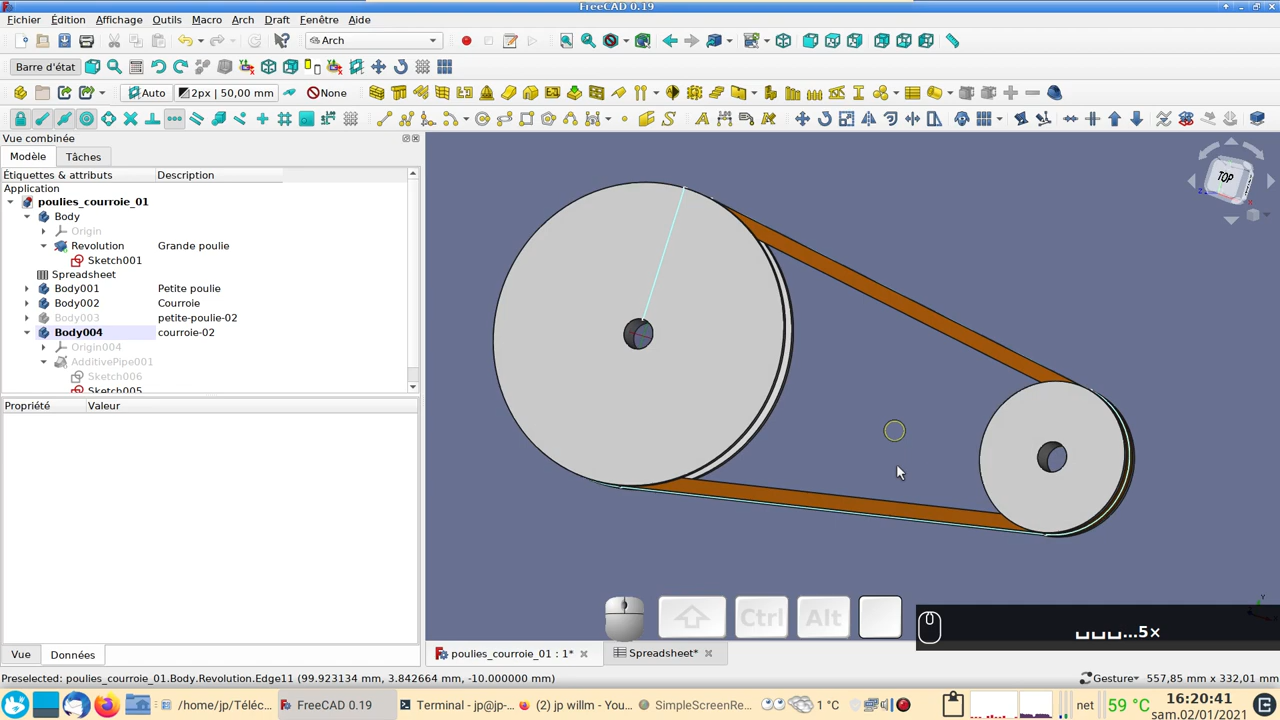 FreeCAD 0.19
Fichier Édition Affichage Outils Macro Arch Draft Fenêtre Aide
Arch
Barre d'état
Auto 2px | 50,00 mm None
Vue combinée
Modèle Tâches
Étiquettes & attributs Description
Application
poulies_courroie_01
Body
Origin
Revolution Grande poulie
Sketch001
Spreadsheet
Body001 Petite poulie
Body002 Courroie
Body003 petite-poulie-02
Body004 courroie-02
Origin004
AdditivePipe001
Sketch006
Sketch005
Propriété Valeur
TOP
Ctrl Alt
␣␣␣...5×
Vue Données
poulies_courroie_01 : 1* Spreadsheet*
Preselected: poulies_courroie_01.Body.Revolution.Edge11 (99.923134 mm, 3.842664 mm, -10.000000 mm) Gesture 557,85 mm x 332,01 mm
/home/jp/Téléc... FreeCAD 0.19 Terminal - jp@jp-... (2) jp willm - You... SimpleScreenRe... 1 °C net 59 °C 16:20:41
sam.02/01/2021